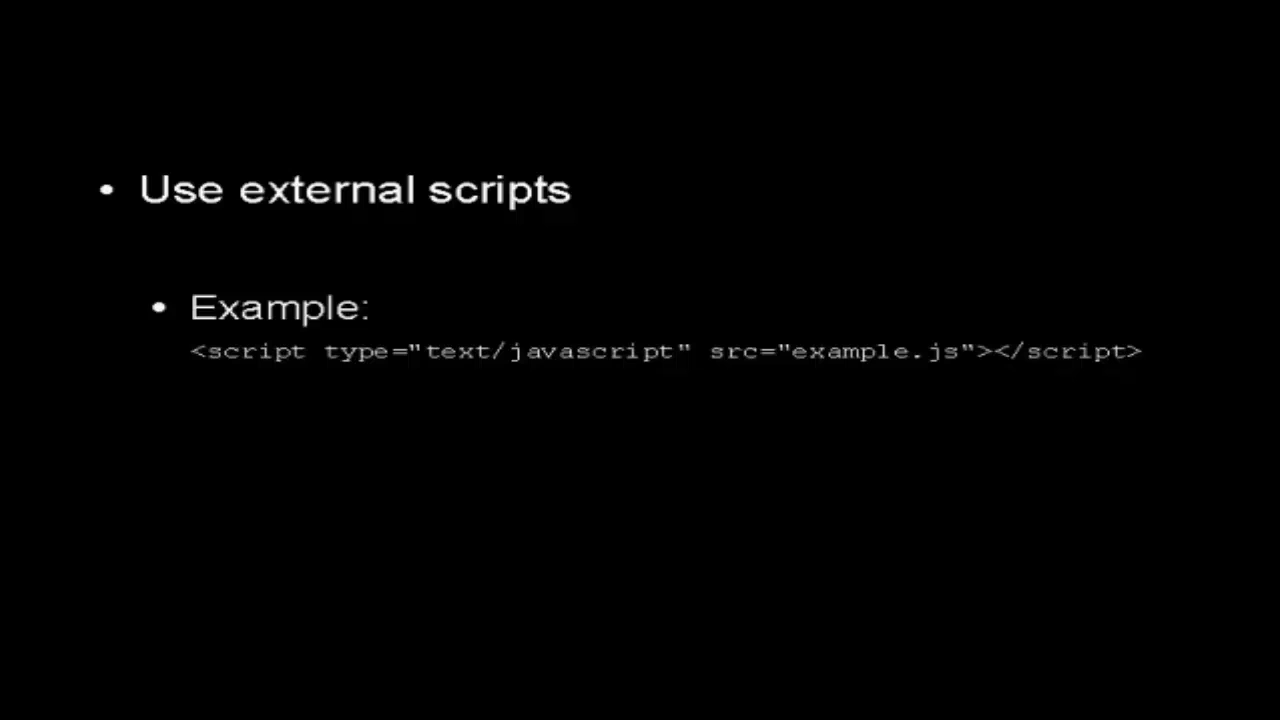 • Use external scripts
• Example:
<script type="text/javascript" src="example.js"></script>